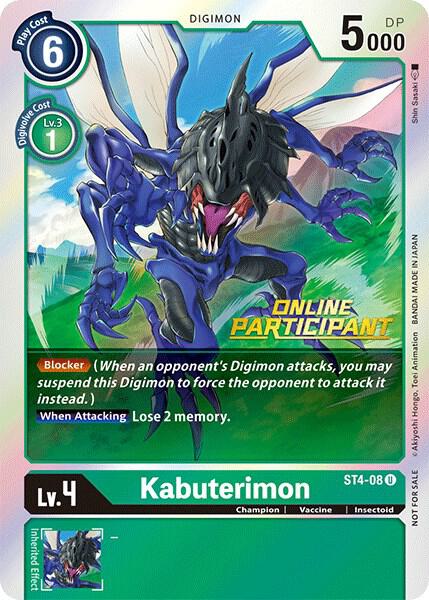 Play Cost
6
DIGIMON
DP
5000
Digivolve Cost
Lv.3
1
Shin Sasaki
©Akiyoshi Hongo, Toei Animation BANDAI MADE IN JAPAN
NOT FOR SALE
ONLINE
PARTICIPANT
Blocker (When an opponent's Digimon attacks, you may
suspend this Digimon to force the opponent to attack it
instead.)
When Attacking Lose 2 memory.
Lv.4
Kabuterimon
ST4-08 U
Champion | Vaccine | Insectoid
Inherited Effect
–